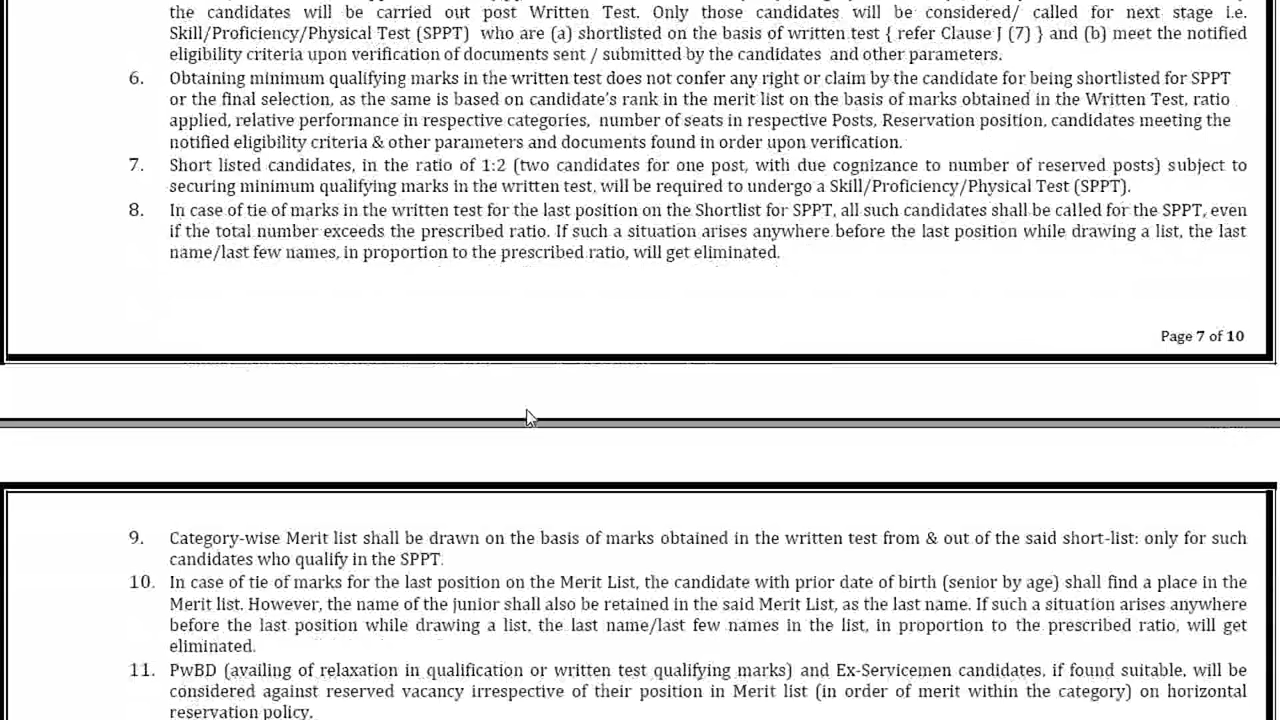 the candidates will be carried out post Written Test. Only those candidates will be considered/ called for next stage i.e.
Skill/Proficiency/Physical Test (SPPT) who are (a) shortlisted on the basis of written test { refer Clause J (7) } and (b) meet the notified
eligibility criteria upon verification of documents sent / submitted by the candidates and other parameters.
6. Obtaining minimum qualifying marks in the written test does not confer any right or claim by the candidate for being shortlisted for SPPT
or the final selection, as the same is based on candidate's rank in the merit list on the basis of marks obtained in the Written Test, ratio
applied, relative performance in respective categories, number of seats in respective Posts, Reservation position, candidates meeting the
notified eligibility criteria & other parameters and documents found in order upon verification.
7. Short listed candidates, in the ratio of 1:2 (two candidates for one post, with due cognizance to number of reserved posts) subject to
securing minimum qualifying marks in the written test, will be required to undergo a Skill/Proficiency/Physical Test (SPPT).
8. In case of tie of marks in the written test for the last position on the Shortlist for SPPT, all such candidates shall be called for the SPPT, even
if the total number exceeds the prescribed ratio. If such a situation arises anywhere before the last position while drawing a list, the last
name/last few names, in proportion to the prescribed ratio, will get eliminated.
Page 7 of 10
9. Category-wise Merit list shall be drawn on the basis of marks obtained in the written test from & out of the said short-list: only for such
candidates who qualify in the SPPT.
10. In case of tie of marks for the last position on the Merit List, the candidate with prior date of birth (senior by age) shall find a place in the
Merit list. However, the name of the junior shall also be retained in the said Merit List, as the last name. If such a situation arises anywhere
before the last position while drawing a list, the last name/last few names in the list, in proportion to the prescribed ratio, will get
eliminated.
11. PwBD (availing of relaxation in qualification or written test qualifying marks) and Ex-Servicemen candidates, if found suitable, will be
considered against reserved vacancy irrespective of their position in Merit list (in order of merit within the category) on horizontal
reservation policy.